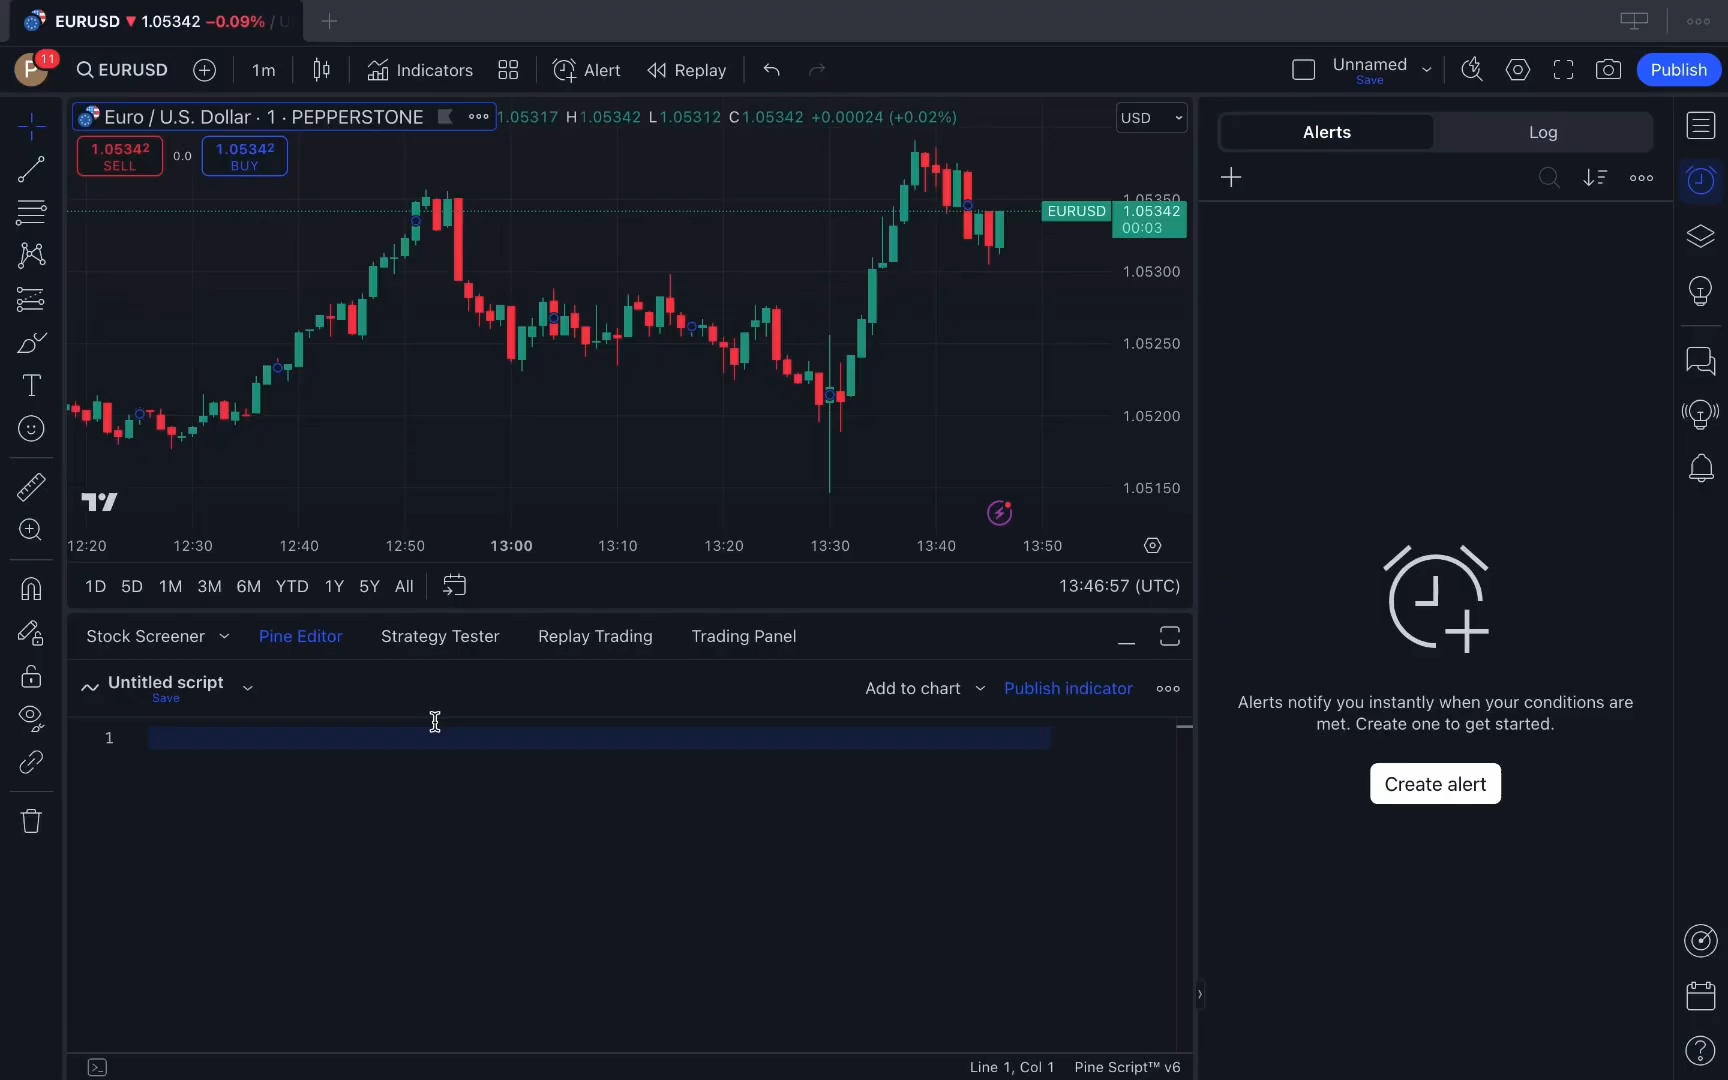 EURUSD ▼ 1.05342 −0.09% / U
P 11 EURUSD 1m Indicators Alert Replay Unnamed Save Publish
Euro / U.S. Dollar · 1 · PEPPERSTONE 1.05317 H1.05342 L1.05312 C1.05342 +0.00024 (+0.02%) USD
1.05342 SELL 0.0 1.05342 BUY
1.05350
EURUSD 1.05342
00:03
1.05300
1.05250
1.05200
1.05150
12:20 12:30 12:40 12:50 13:00 13:10 13:20 13:30 13:40 13:50
1D 5D 1M 3M 6M YTD 1Y 5Y All 13:46:57 (UTC)
Stock Screener Pine Editor Strategy Tester Replay Trading Trading Panel
Untitled script Add to chart Publish indicator
Save
1
Line 1, Col 1 Pine Script™ v6
Alerts Log
Alerts notify you instantly when your conditions are
met. Create one to get started.
Create alert